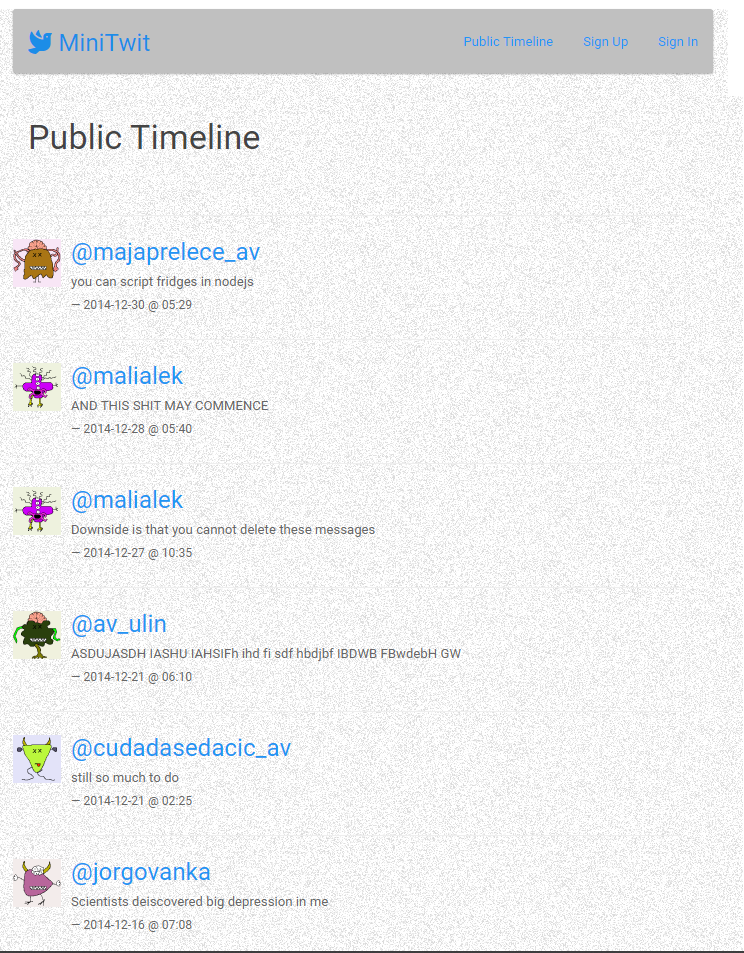 MiniTwit
Public Timeline Sign Up Sign In
Public Timeline
@majaprelece_av
you can script fridges in nodejs
— 2014-12-30 @ 05:29
@malialek
AND THIS SHIT MAY COMMENCE
— 2014-12-28 @ 05:40
@malialek
Downside is that you cannot delete these messages
— 2014-12-27 @ 10:35
@av_ulin
ASDUJASDH IASHU IAHSIFh ihd fi sdf hbdjbf IBDWB FBwdebH GW
— 2014-12-21 @ 06:10
@cudadasedacic_av
still so much to do
— 2014-12-21 @ 02:25
@jorgovanka
Scientists deiscovered big depression in me
— 2014-12-16 @ 07:08